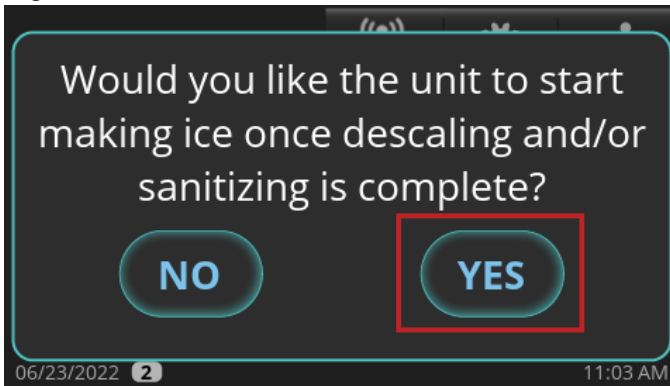 Would you like the unit to start
making ice once descaling and/or
sanitizing is complete?
NO YES
06/23/2022 2 11:03 AM